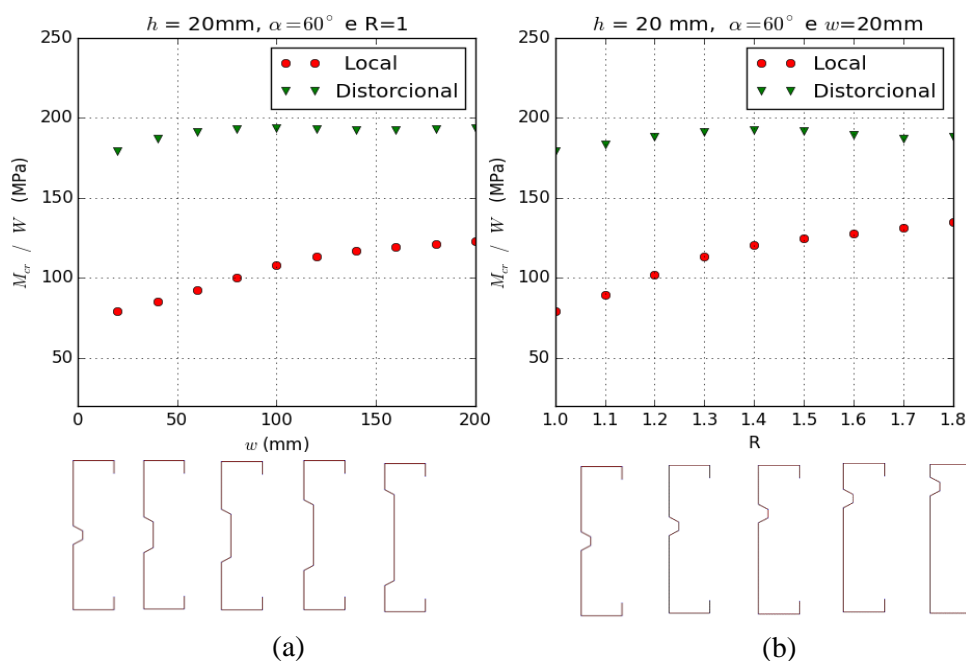 h = 20mm, α=60° e R=1
250
200
150
100
50
M_cr / W (MPa)
Local
Distorcional
0
50
100
150
200
w (mm)
(a)
h = 20 mm, α=60° e w=20mm
250
200
150
100
50
M_cr / W (MPa)
Local
Distorcional
1.0
1.1
1.2
1.3
1.4
1.5
1.6
1.7
1.8
R
(b)